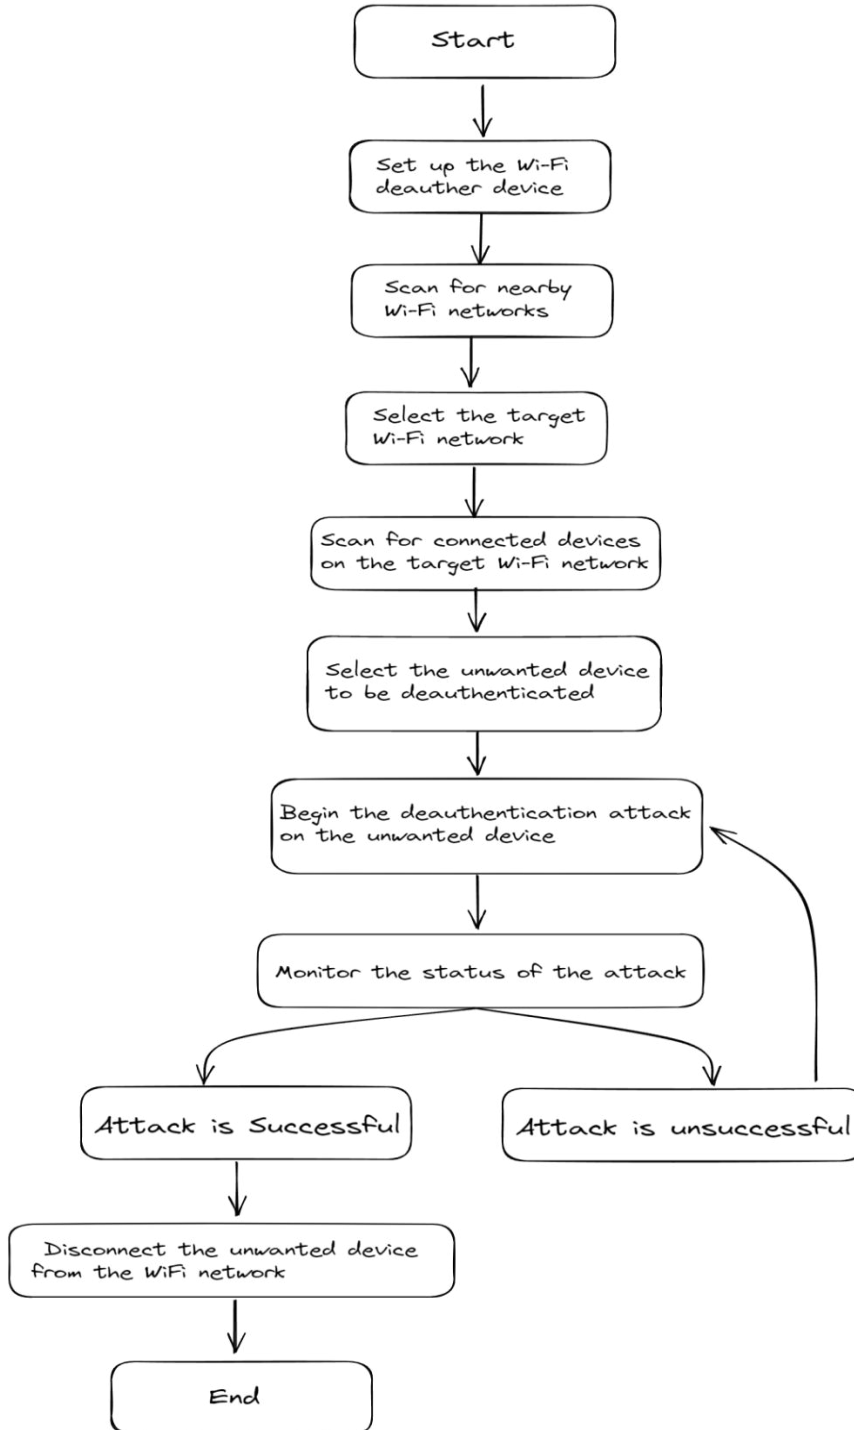 Start
Set up the Wi-Fi
deauther device
Scan for nearby
Wi-Fi networks
Select the target
Wi-Fi network
Scan for connected devices
on the target Wi-Fi network
Select the unwanted device
to be deauthenticated
Begin the deauthentication attack
on the unwanted device
Monitor the status of the attack
Attack is Successful
Attack is unsuccessful
Disconnect the unwanted device
from the WiFi network
End